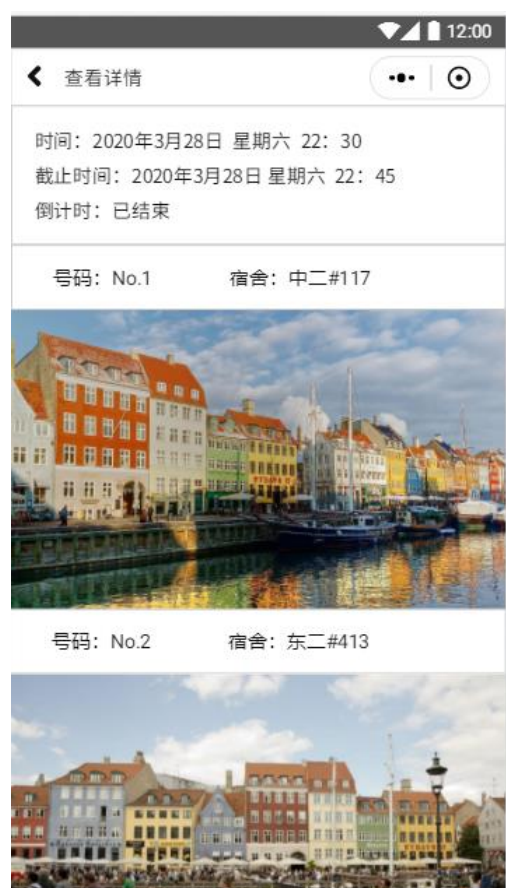 12:00
查看详情
时间：2020年3月28日 星期六 22：30
截止时间：2020年3月28日 星期六 22：45
倒计时：已结束
号码：No.1 宿舍：中二#117
号码：No.2 宿舍：东二#413